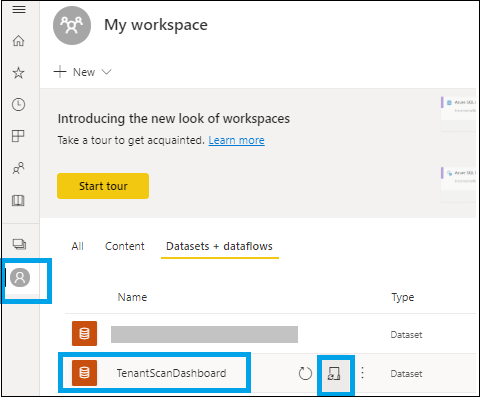 My workspace
New
Introducing the new look of workspaces
Take a tour to get acquainted. Learn more
Start tour
All Content Datasets + dataflows
Name Type
Dataset
TenantScanDashboard Dataset